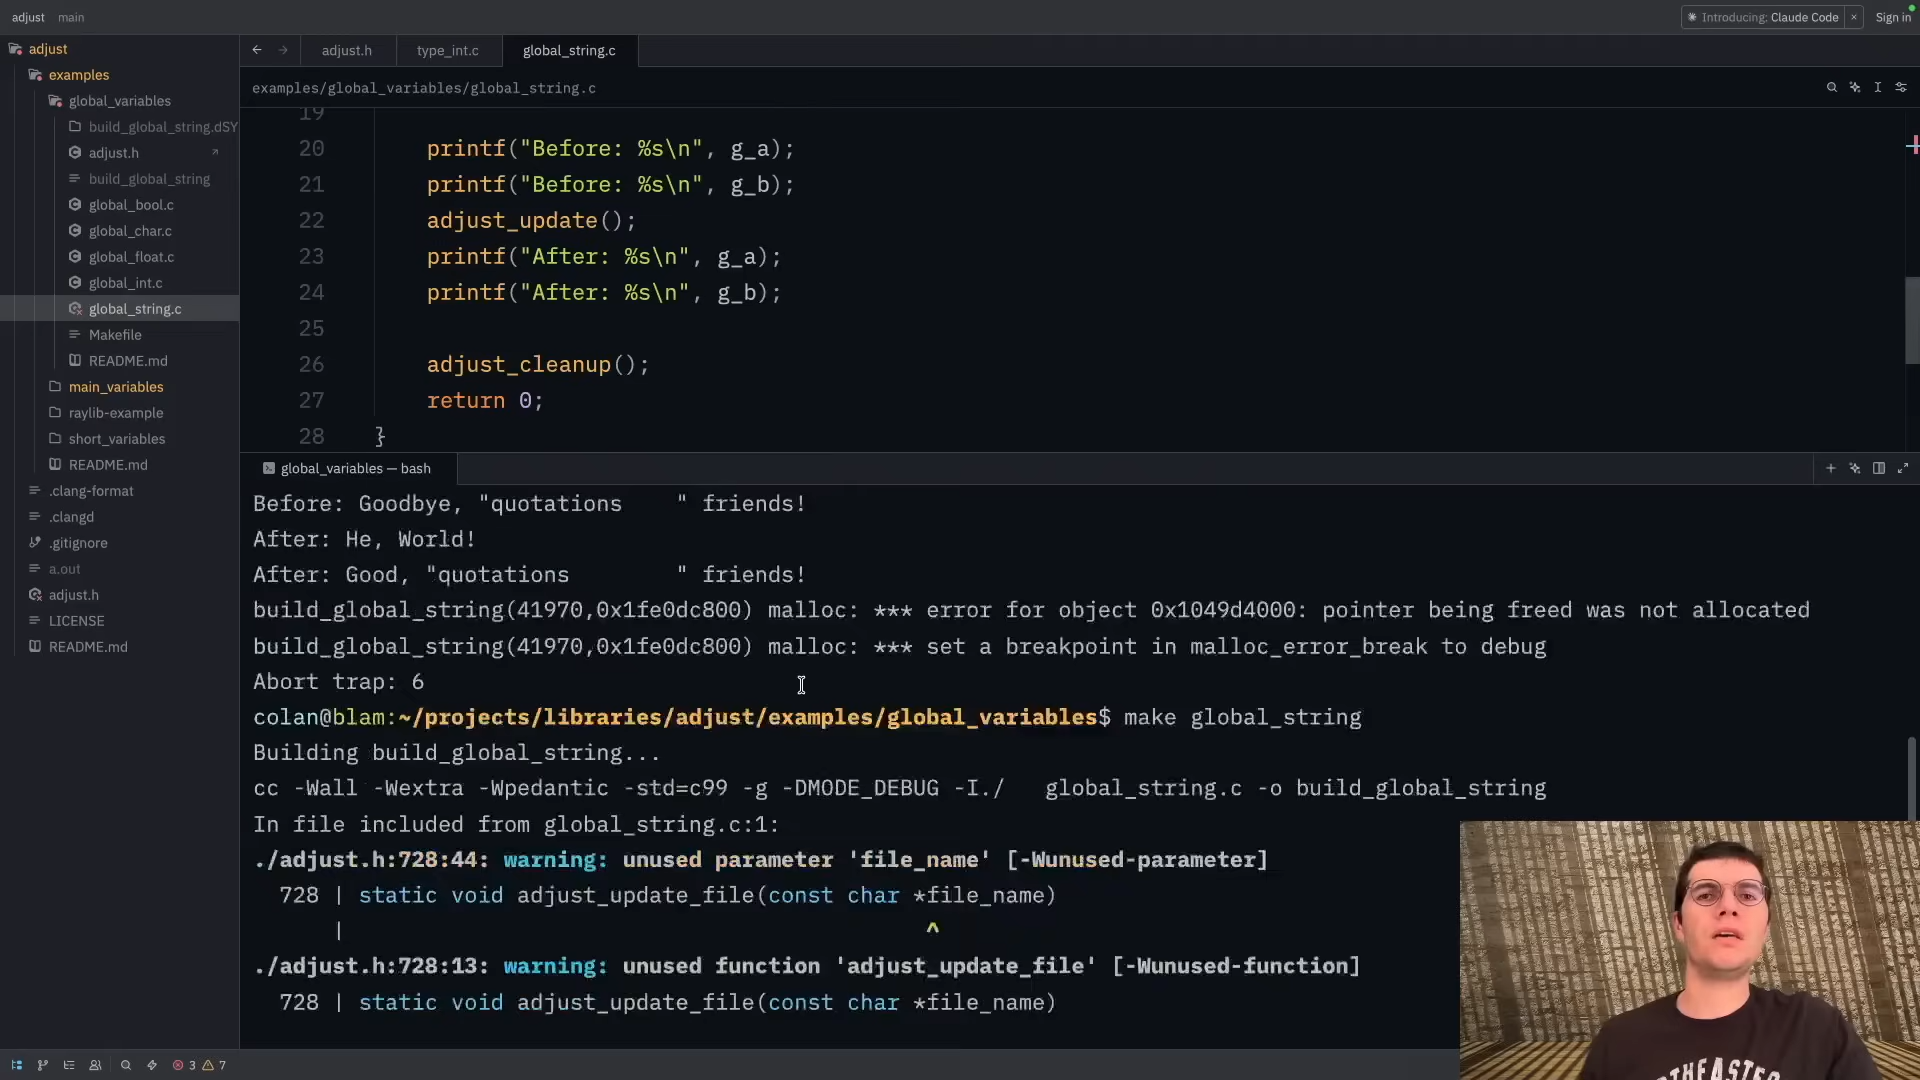 adjust main
Introducing: Claude Code × Sign in
adjust
examples
global_variables
build_global_string.dSY
adjust.h
build_global_string
global_bool.c
global_char.c
global_float.c
global_int.c
global_string.c
Makefile
README.md
main_variables
raylib-example
short_variables
README.md
.clang-format
.clangd
.gitignore
a.out
adjust.h
LICENSE
README.md
adjust.h type_int.c global_string.c
examples/global_variables/global_string.c
19
20 printf("Before: %s\n", g_a);
21 printf("Before: %s\n", g_b);
22 adjust_update();
23 printf("After: %s\n", g_a);
24 printf("After: %s\n", g_b);
25
26 adjust_cleanup();
27 return 0;
28 }
global_variables — bash
Before: Goodbye, "quotations    " friends!
After: He, World!
After: Good, "quotations        " friends!
build_global_string(41970,0x1fe0dc800) malloc: *** error for object 0x1049d4000: pointer being freed was not allocated
build_global_string(41970,0x1fe0dc800) malloc: *** set a breakpoint in malloc_error_break to debug
Abort trap: 6
colan@blam:~/projects/libraries/adjust/examples/global_variables$ make global_string
Building build_global_string...
cc -Wall -Wextra -Wpedantic -std=c99 -g -DMODE_DEBUG -I./   global_string.c -o build_global_string
In file included from global_string.c:1:
./adjust.h:728:44: warning: unused parameter 'file_name' [-Wunused-parameter]
728 | static void adjust_update_file(const char *file_name)
| ^
./adjust.h:728:13: warning: unused function 'adjust_update_file' [-Wunused-function]
728 | static void adjust_update_file(const char *file_name)
3 7